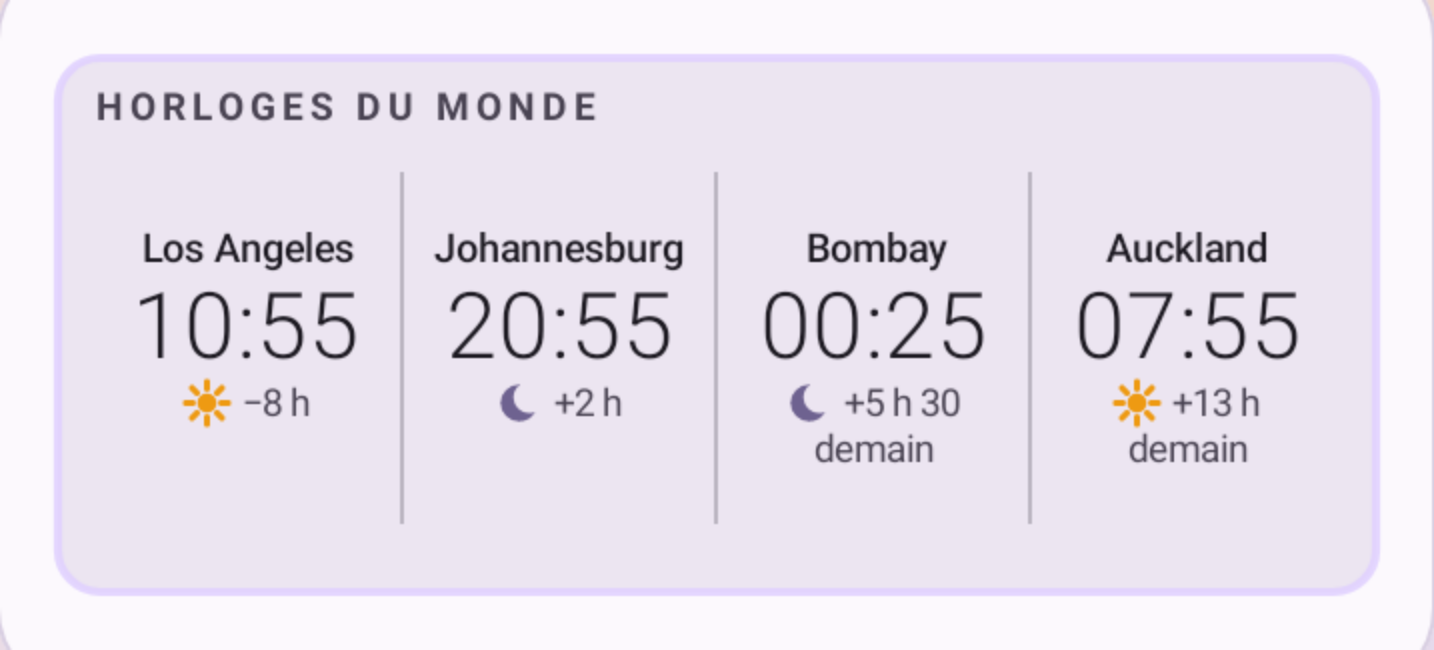 HORLOGES DU MONDE
Los Angeles
10:55
−8 h
Johannesburg
20:55
+2 h
Bombay
00:25
+5 h 30
demain
Auckland
07:55
+13 h
demain